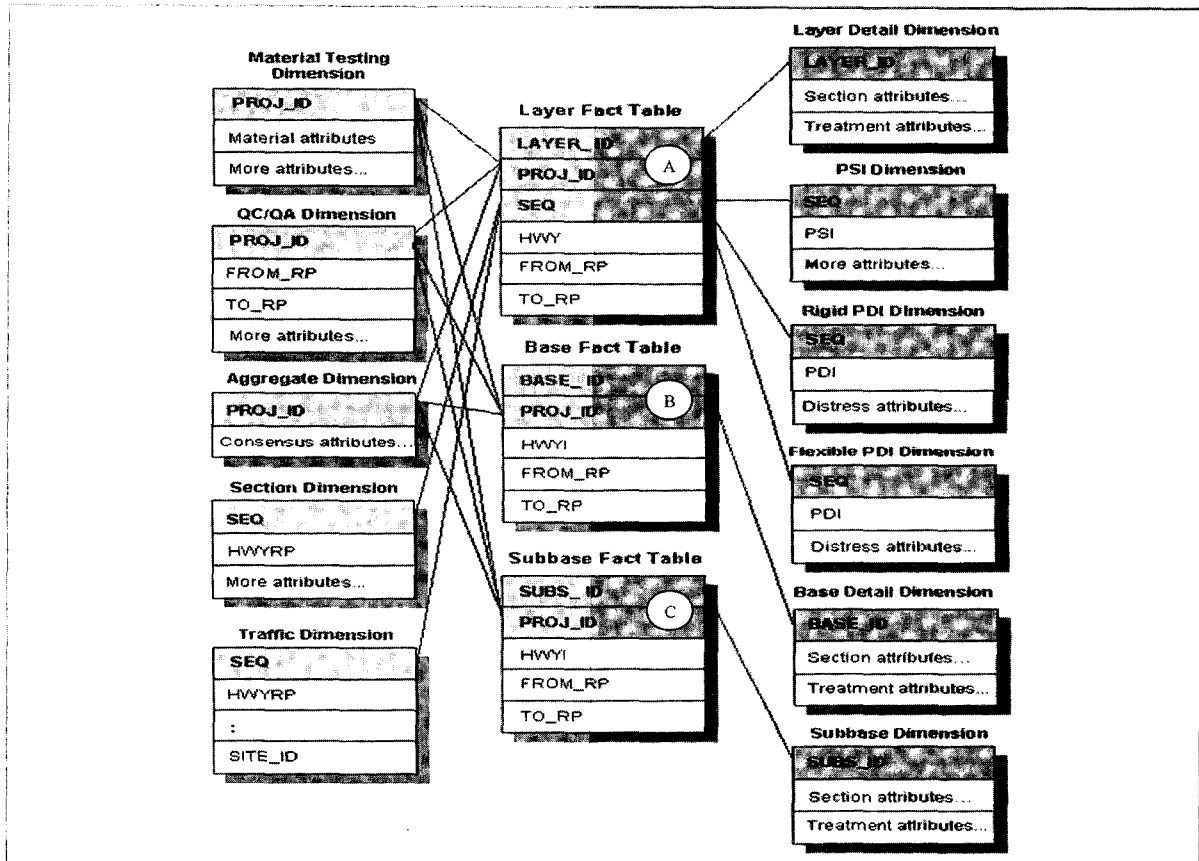 Material Testing
Dimension
PROJ_ID
Material attributes
More attributes...
QC/QA Dimension
PROJ_ID
FROM_RP
TO_RP
More attributes...
Aggregate Dimension
PROJ_ID
Consensus attributes...
Section Dimension
SEQ
HWYRP
More attributes...
Traffic Dimension
SEQ
HWYRP
:
SITE_ID
Layer Fact Table
LAYER_ID
PROJ_ID
A
SEQ
HWY
FROM_RP
TO_RP
Base Fact Table
BASE_ID
PROJ_ID
B
HWYI
FROM_RP
TO_RP
Subbase Fact Table
SUBS_ID
PROJ_ID
C
HWYI
FROM_RP
TO_RP
Layer Detail Dimension
LAYER_ID
Section attributes...
Treatment attributes...
PSI Dimension
SEQ
PSI
More attributes...
Rigid PDI Dimension
SEQ
PDI
Distress attributes...
Flexible PDI Dimension
SEQ
PDI
Distress attributes...
Base Detail Dimension
BASE_ID
Section attributes...
Treatment attributes...
Subbase Dimension
SUBS_ID
Section attributes...
Treatment attributes...